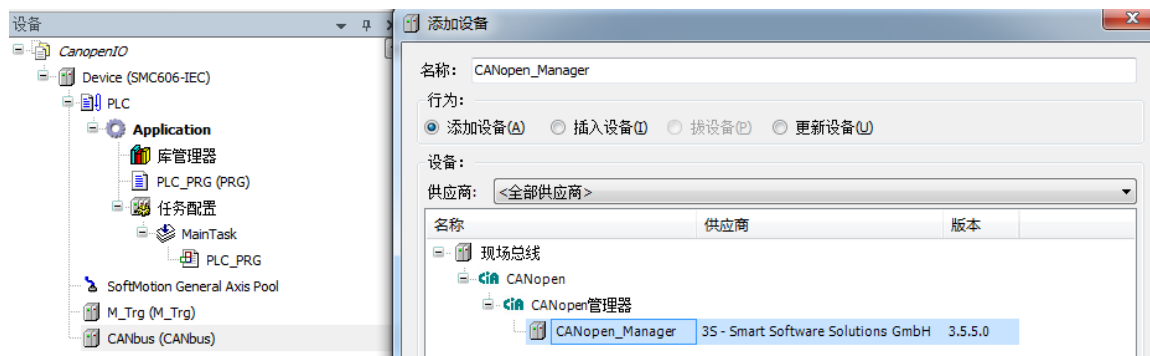 设备
CanopenIO
Device (SMC606-IEC)
PLC
Application
库管理器
PLC_PRG (PRG)
任务配置
MainTask
PLC_PRG
SoftMotion General Axis Pool
M_Trg (M_Trg)
CANbus (CANbus)
添加设备
名称: CANopen_Manager
行为:
添加设备(A) 插入设备(I) 拔设备(P) 更新设备(U)
设备:
供应商: <全部供应商>
名称 供应商 版本
现场总线
CiA CANopen
CiA CANopen管理器
CANopen_Manager 3S - Smart Software Solutions GmbH 3.5.5.0